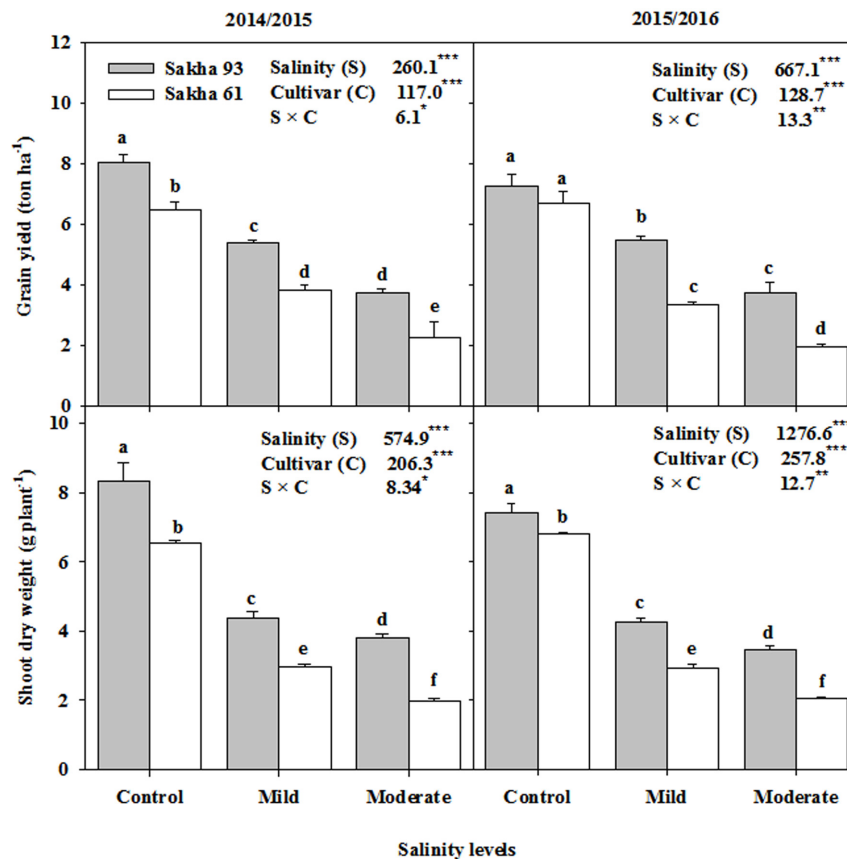 2014/2015 2015/2016
Grain yield (ton ha-1)
12
10
8
6
4
2
0
Sakha 93
Sakha 61
Salinity (S) 260.1***
Cultivar (C) 117.0***
S × C 6.1*
a
b
c
d
d
e
Salinity (S) 667.1***
Cultivar (C) 128.7***
S × C 13.3**
a
a
b
c
c
d
Shoot dry weight (g plant-1)
10
8
6
4
2
0
Salinity (S) 574.9***
Cultivar (C) 206.3***
S × C 8.34*
a
b
c
e
d
f
Salinity (S) 1276.6***
Cultivar (C) 257.8***
S × C 12.7**
a
b
c
e
d
f
Control Mild Moderate Control Mild Moderate
Salinity levels